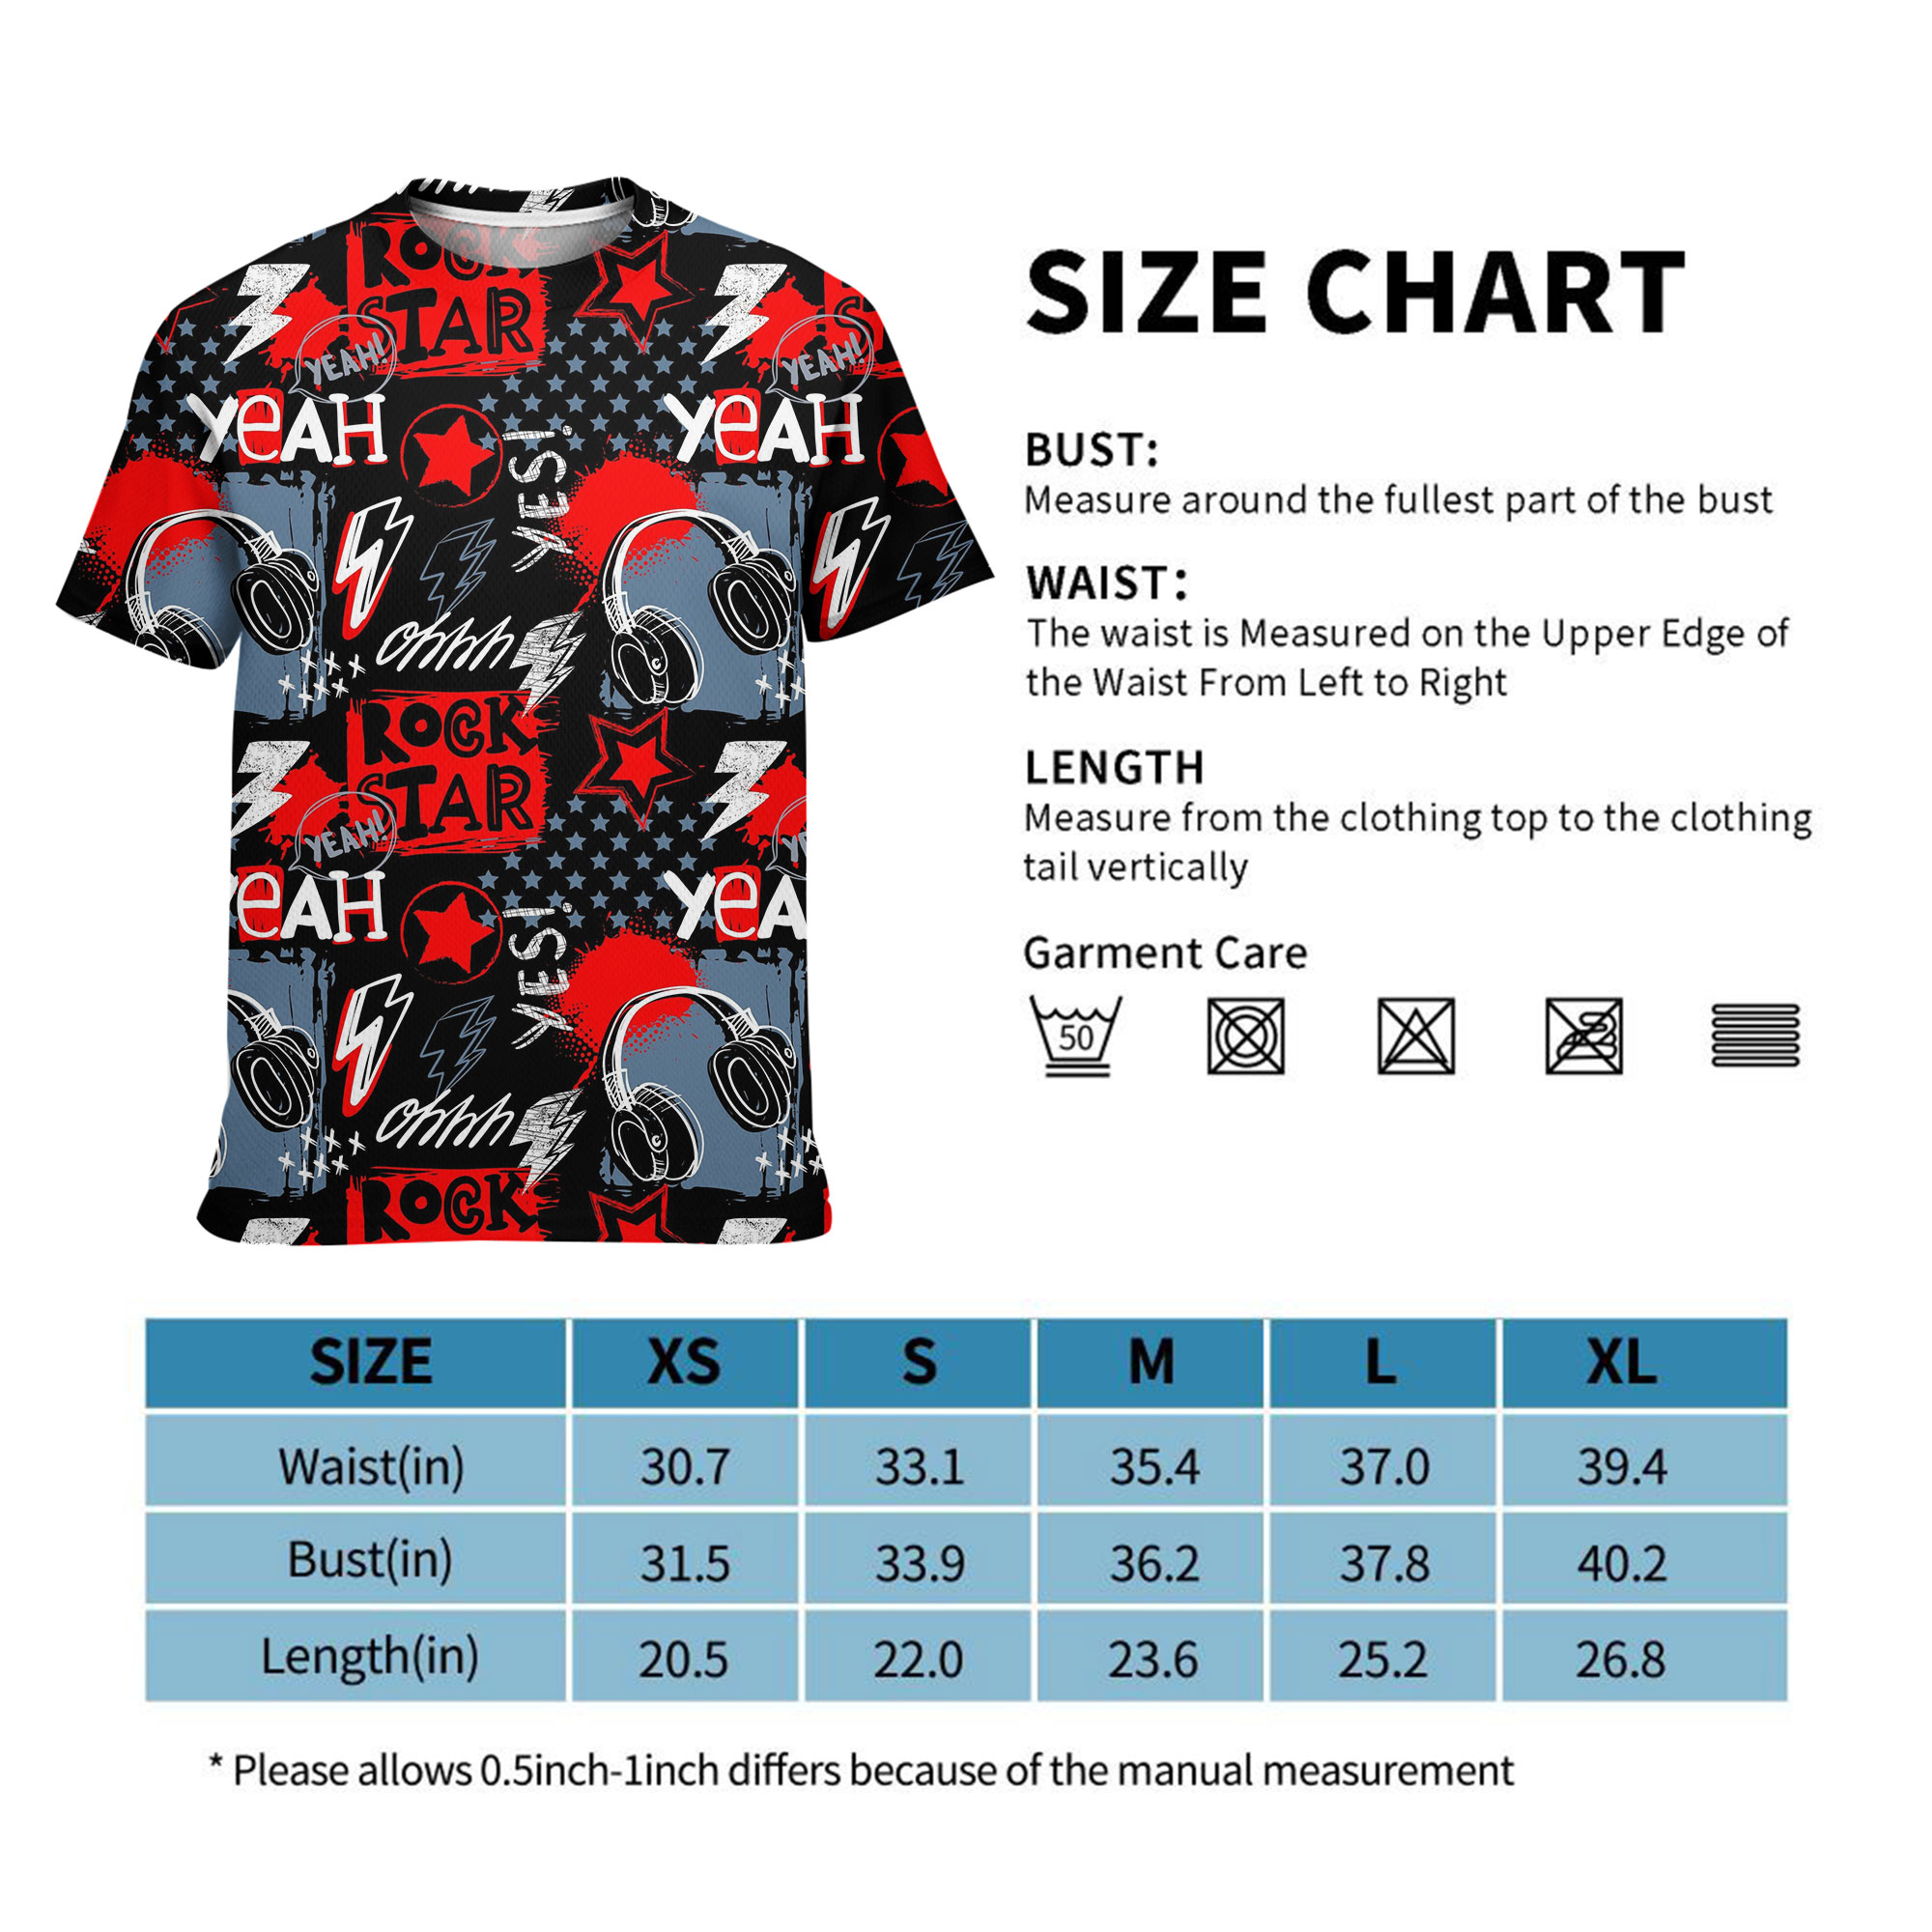 ROCK
STAR
YEAH!
YEAH!
YEAH
YEAH
YES!
ohhh
ROCK
STAR
YEAH!
YEAH
YEA
YES!
ohhh
ROCK
SIZE CHART
BUST:
Measure around the fullest part of the bust
WAIST:
The waist is Measured on the Upper Edge of
the Waist From Left to Right
LENGTH
Measure from the clothing top to the clothing
tail vertically
Garment Care
50
SIZE XS S M L XL
Waist(in) 30.7 33.1 35.4 37.0 39.4
Bust(in) 31.5 33.9 36.2 37.8 40.2
Length(in) 20.5 22.0 23.6 25.2 26.8
* Please allows 0.5inch-1inch differs because of the manual measurement